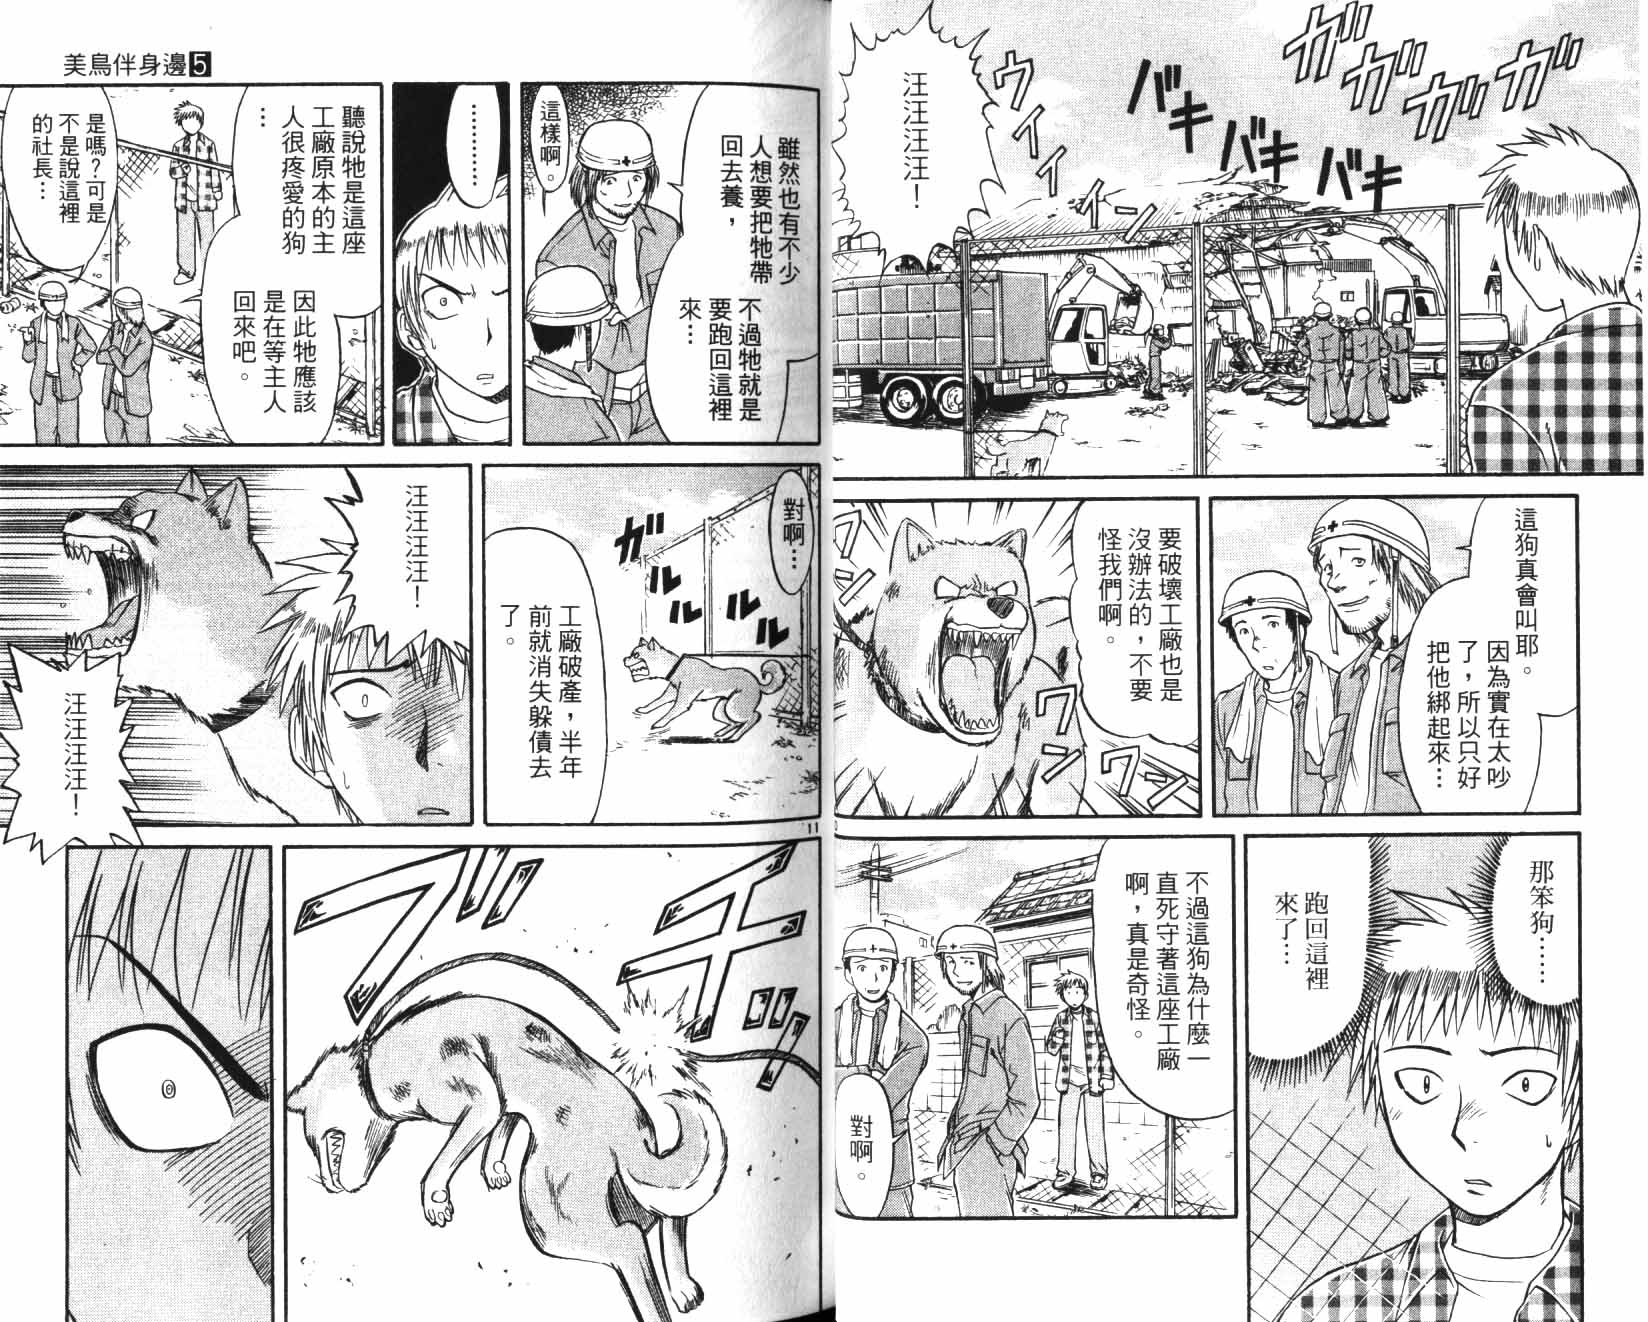 ガガガガ
バキ
バキ
バキ
ウィィィィーン
汪汪汪汪！
這狗真會叫耶。
因為實在太吵
了，所以只好
把他綁起來…
要破壞工廠也是
沒辦法的，不要
怪我們啊。
ワン
ワン
ワン
ワン
那笨狗……
跑回這裡
來了…
不過這狗為什麼一
直死守著這座工廠
啊，真是奇怪。
對啊。
美鳥伴身邊5
雖然也有不少
人想要把牠帶
回去養，
不過牠就是
要跑回這裡
來…
這樣啊。
………
聽說牠是這座
工廠原本的主
人很疼愛的狗
…
因此牠應該
是在等主人
回來吧。
是嗎？可是
不是說這裡
的社長…
對啊…
ガルルル
工廠破產，半年
前就消失躲債去
了。
汪汪汪汪！
汪汪汪汪！
11
ブチッ